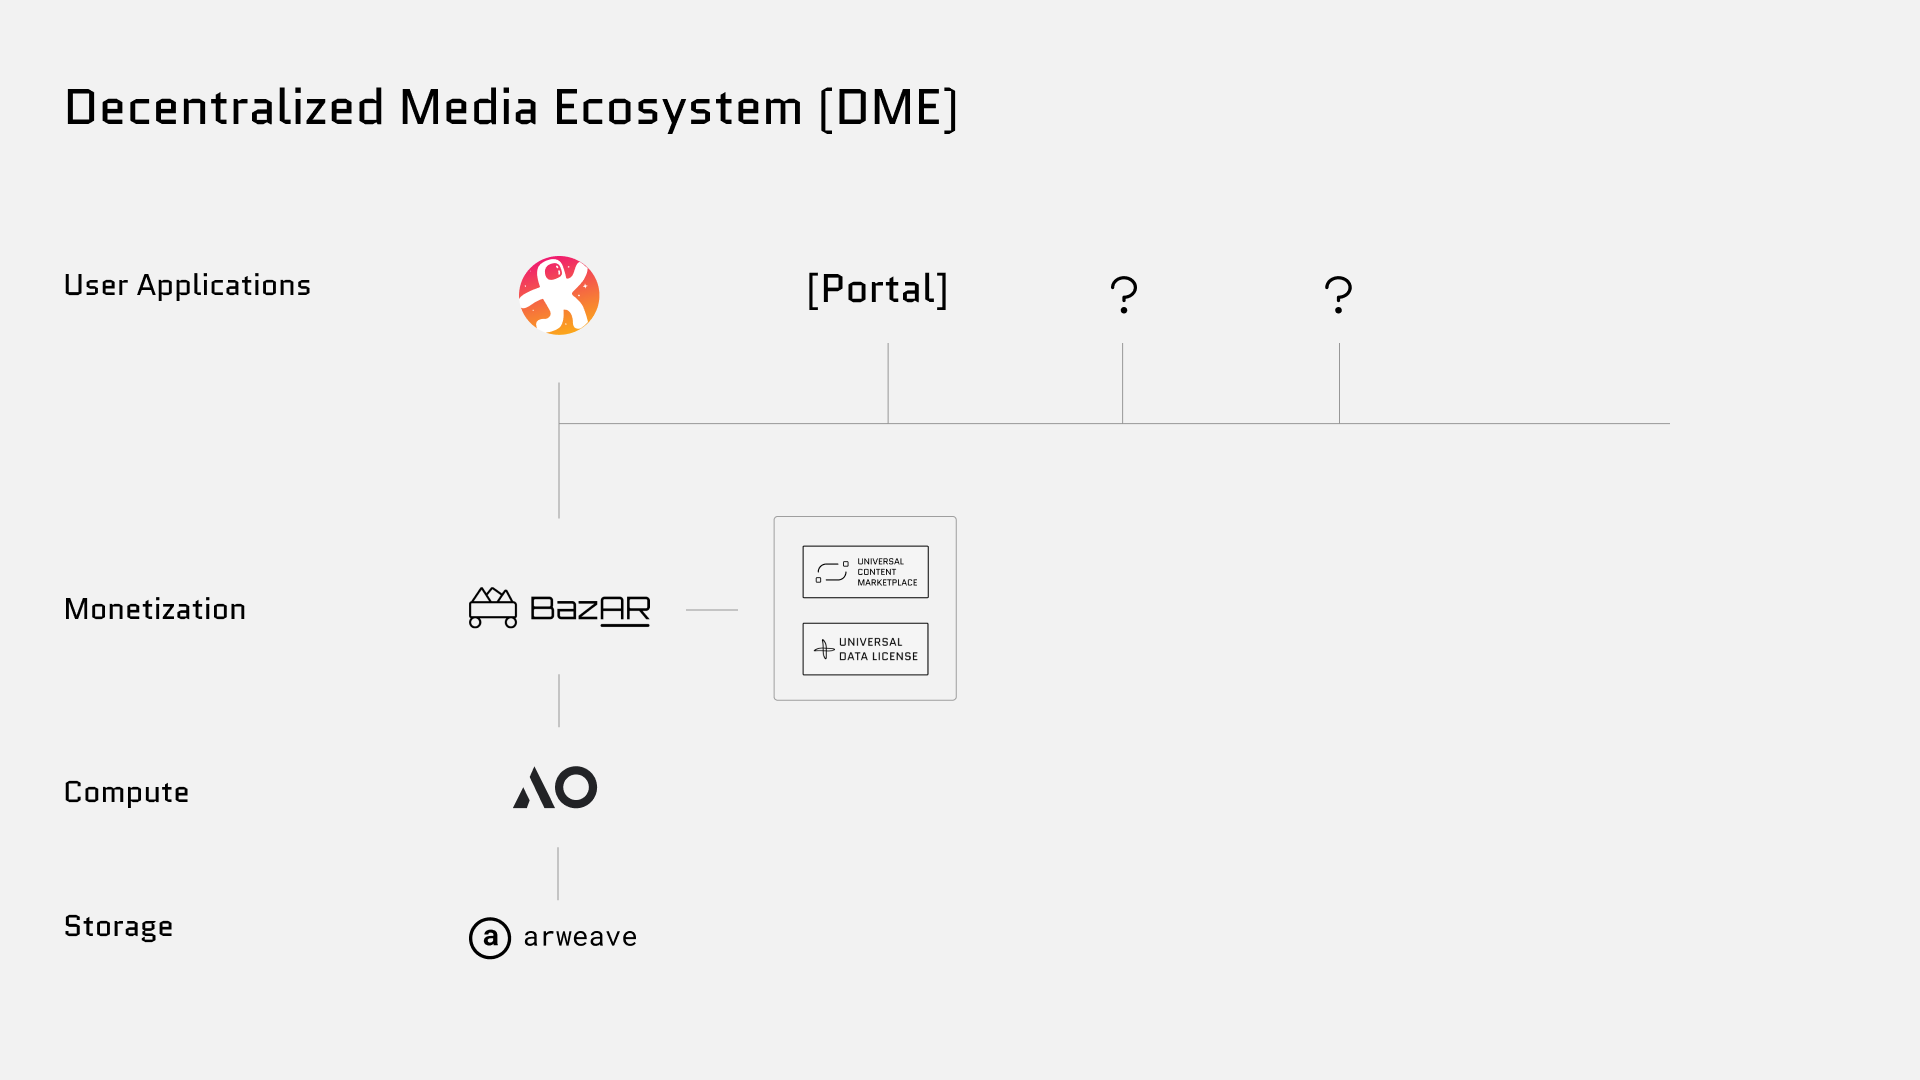 Decentralized Media Ecosystem [DME]
User Applications
[Portal]
?
?
Monetization
BazAR
UNIVERSAL
CONTENT
MARKETPLACE
UNIVERSAL
DATA LICENSE
Compute
AO
Storage
a arweave